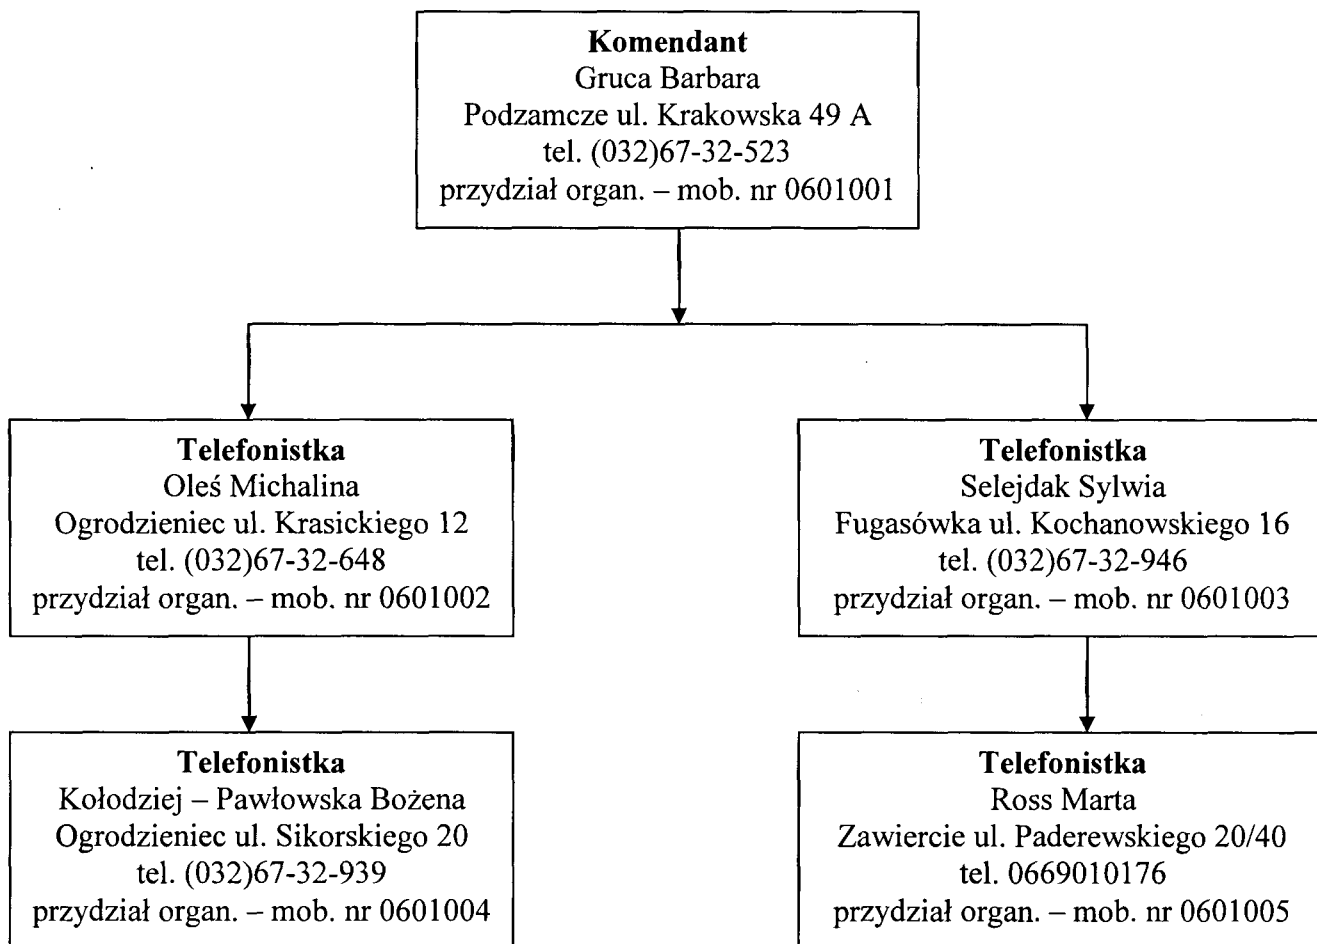 Komendant
Gruca Barbara
Podzamcze ul. Krakowska 49 A
tel. (032)67-32-523
przydział organ. – mob. nr 0601001
Telefonistka
Oleś Michalina
Ogrodzieniec ul. Krasickiego 12
tel. (032)67-32-648
przydział organ. – mob. nr 0601002
Telefonistka
Selejdak Sylwia
Fugasówka ul. Kochanowskiego 16
tel. (032)67-32-946
przydział organ. – mob. nr 0601003
Telefonistka
Kołodziej – Pawłowska Bożena
Ogrodzieniec ul. Sikorskiego 20
tel. (032)67-32-939
przydział organ. – mob. nr 0601004
Telefonistka
Ross Marta
Zawiercie ul. Paderewskiego 20/40
tel. 0669010176
przydział organ. – mob. nr 0601005